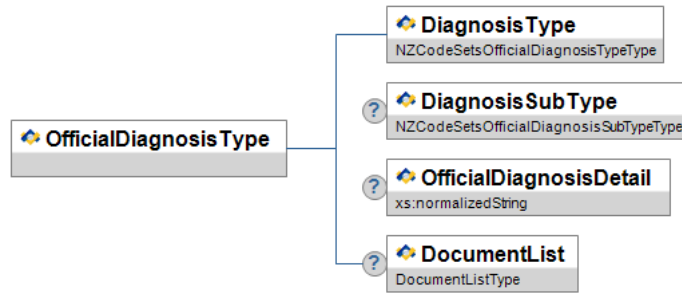 DiagnosisType
NZCodeSetsOfficialDiagnosisTypeType
? DiagnosisSubType
NZCodeSetsOfficialDiagnosisSubTypeType
OfficialDiagnosisType
? OfficialDiagnosisDetail
xs:normalizedString
? DocumentList
DocumentListType